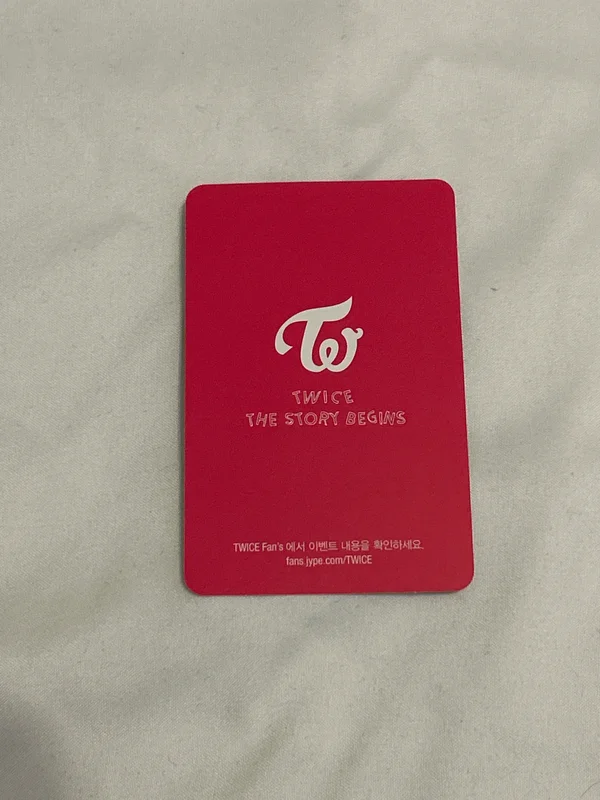 Tw
TWICE
THE STORY BEGINS
TWICE Fan's 에서 이벤트 내용을 확인하세요.
fans.jype.com/TWICE